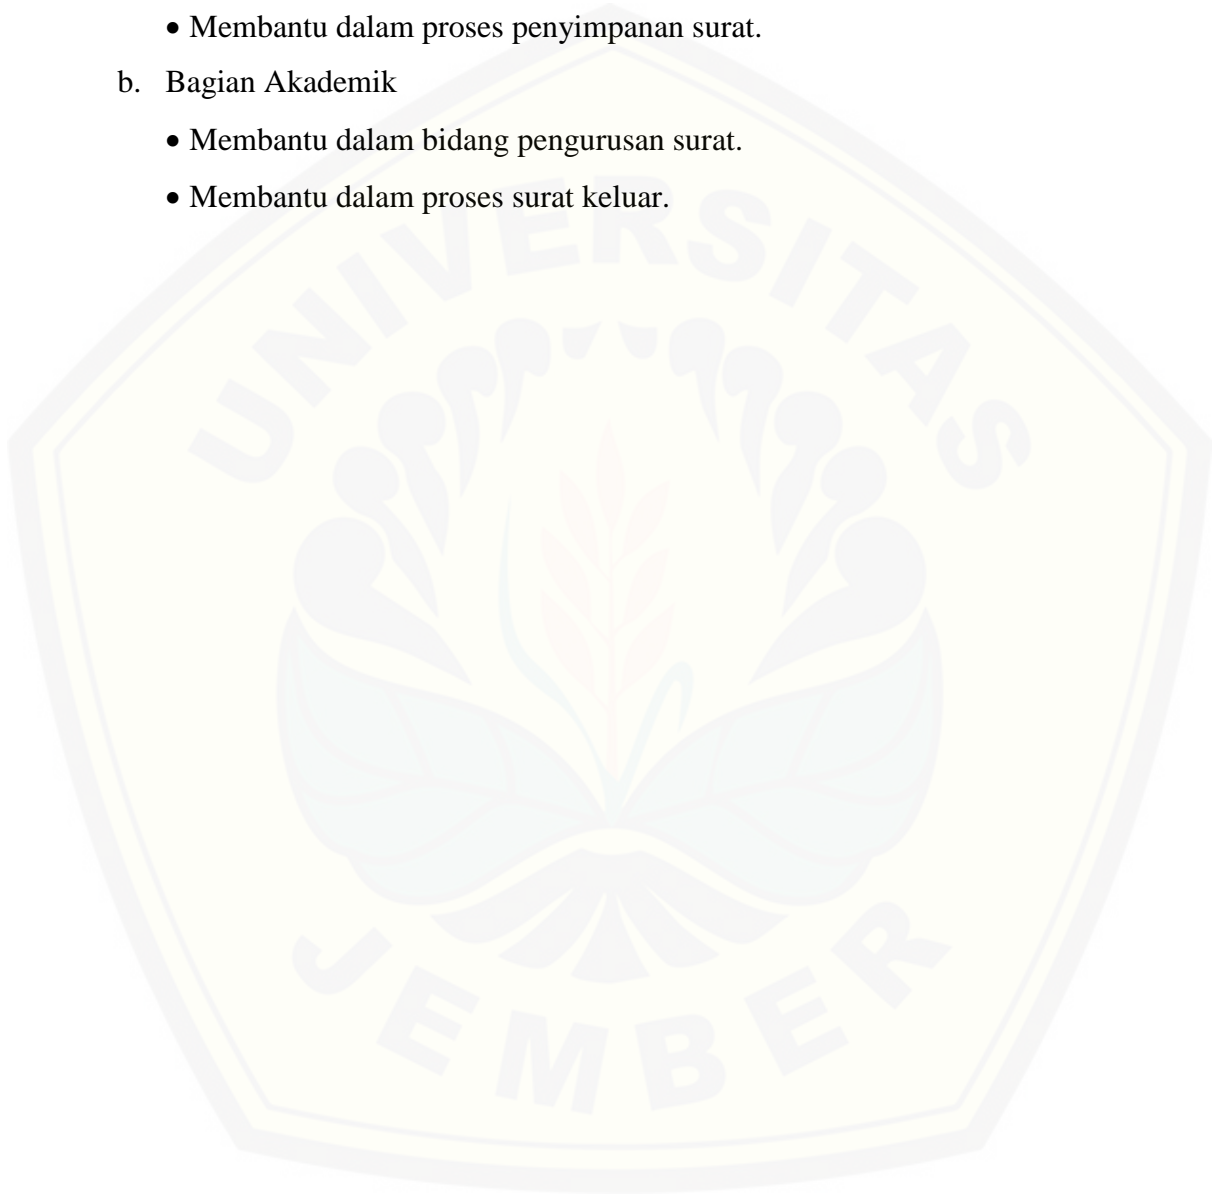 • Membantu dalam proses penyimpanan surat.
b. Bagian Akademik
• Membantu dalam bidang pengurusan surat.
• Membantu dalam proses surat keluar.
UNIVERSITAS
JEMBER